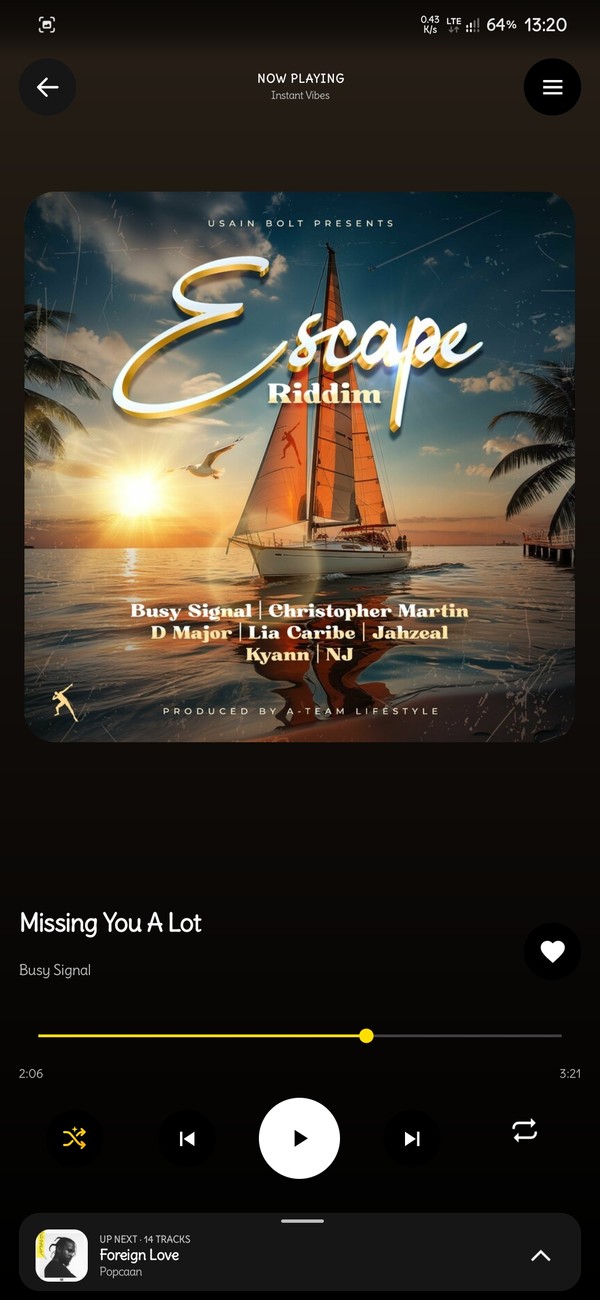 0.43
K/s
LTE
64%
13:20
NOW PLAYING
Instant Vibes
USAIN BOLT PRESENTS
Escape
Riddim
Busy Signal | Christopher Martin
D Major | Lia Caribe | Jahzeal
Kyann | NJ
PRODUCED BY A-TEAM LIFESTYLE
Missing You A Lot
Busy Signal
2:06
3:21
UP NEXT · 14 TRACKS
Foreign Love
Popcaan